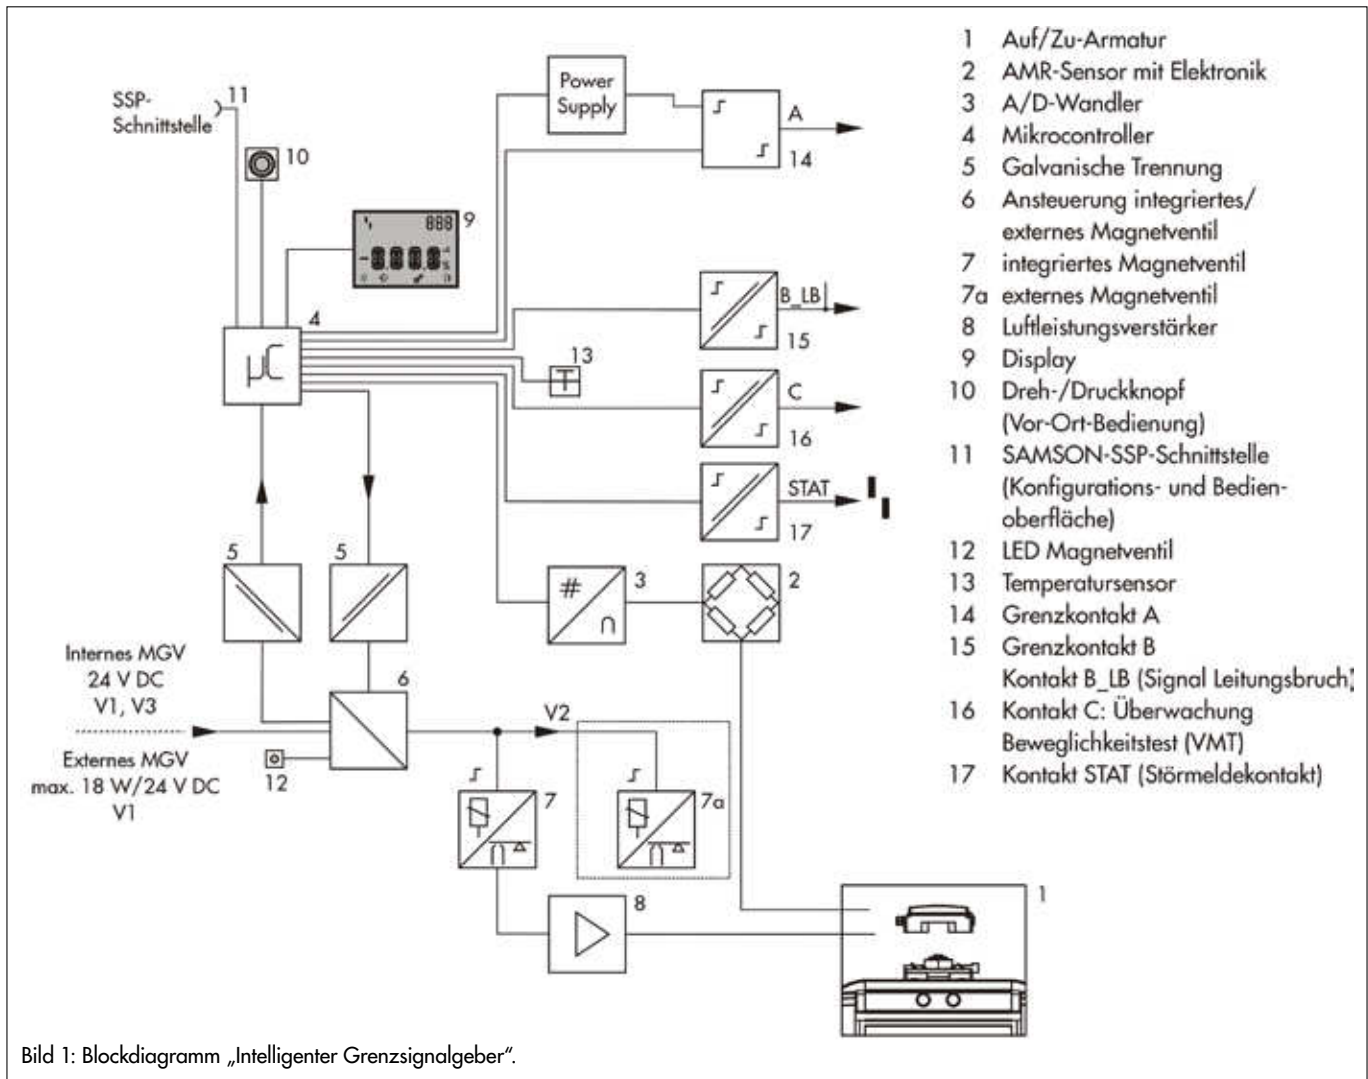 SSP-
Schnittstelle
11
10
888
9
Power
Supply
A
14
4
µC
B_LB
15
13
T
C
16
STAT
17
5
5
#
∩
3
2
Internes MGV
24 V DC
V1, V3
Externes MGV
max. 18 W/24 V DC
V1
12
6
V2
7
7a
8
1
1 Auf/Zu-Armatur
2 AMR-Sensor mit Elektronik
3 A/D-Wandler
4 Mikrocontroller
5 Galvanische Trennung
6 Ansteuerung integriertes/
externes Magnetventil
7 integriertes Magnetventil
7a externes Magnetventil
8 Luftleistungsverstärker
9 Display
10 Dreh-/Druckknopf
(Vor-Ort-Bedienung)
11 SAMSON-SSP-Schnittstelle
(Konfigurations- und Bedien-
oberfläche)
12 LED Magnetventil
13 Temperatursensor
14 Grenzkontakt A
15 Grenzkontakt B
Kontakt B_LB (Signal Leitungsbruch)
16 Kontakt C: Überwachung
Beweglichkeitstest (VMT)
17 Kontakt STAT (Störmeldekontakt)
Bild 1: Blockdiagramm „Intelligenter Grenzsignalgeber“.